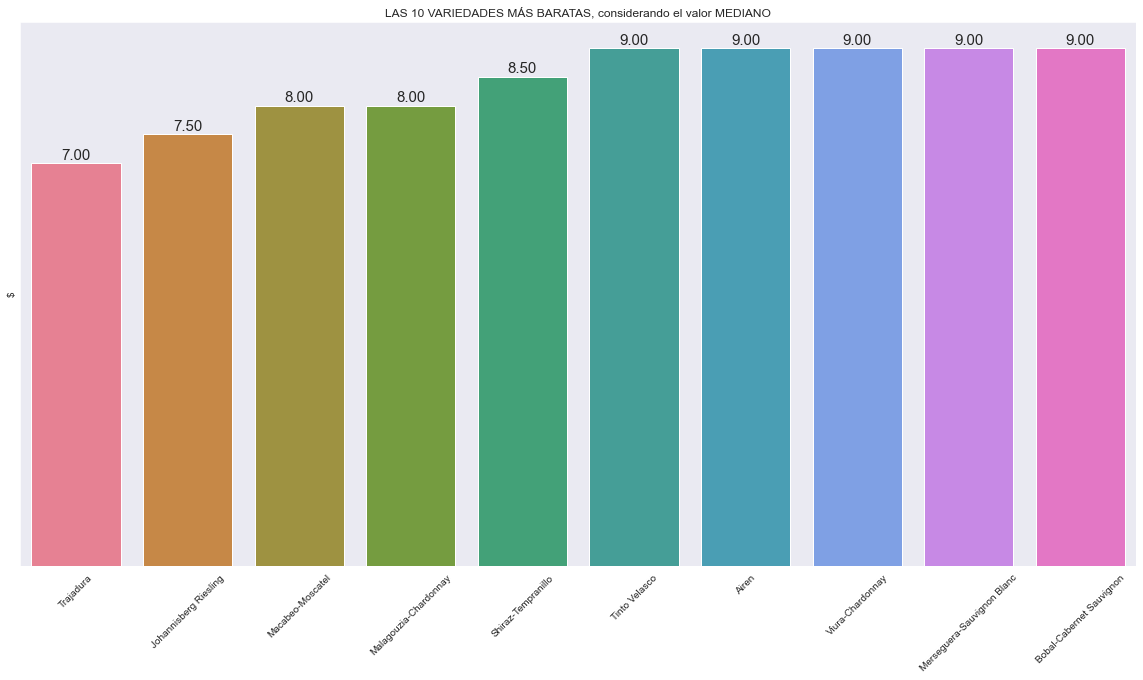 LAS 10 VARIEDADES MÁS BARATAS, considerando el valor MEDIANO
7.00
7.50
8.00
8.00
8.50
9.00
9.00
9.00
9.00
9.00
$
Trajadura
Johannisberg Riesling
Macabeo-Moscatel
Malagouzia-Chardonnay
Shiraz-Tempranillo
Tinto Velasco
Airen
Viura-Chardonnay
Merseguera-Sauvignon Blanc
Bobal-Cabernet Sauvignon